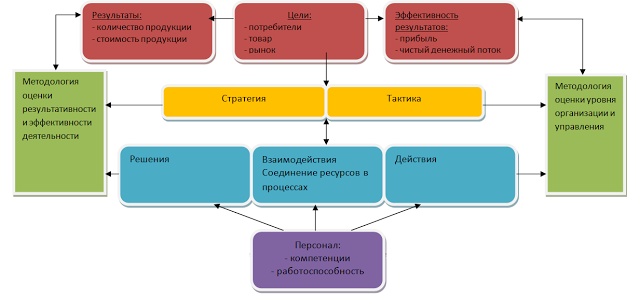 Результаты:
- количество продукции
- стоимость продукции
Цели:
- потребители
- товар
- рынок
Эффективность
результатов:
- прибыль
- чистый денежный поток
Методология
оценки
результативности
и эффективности
деятельности
Стратегия
Тактика
Методология
оценки уровня
организации и
управления
Решения
Взаимодействия
Соединение ресурсов в
процессах
Действия
Персонал:
- компетенции
- работоспособность